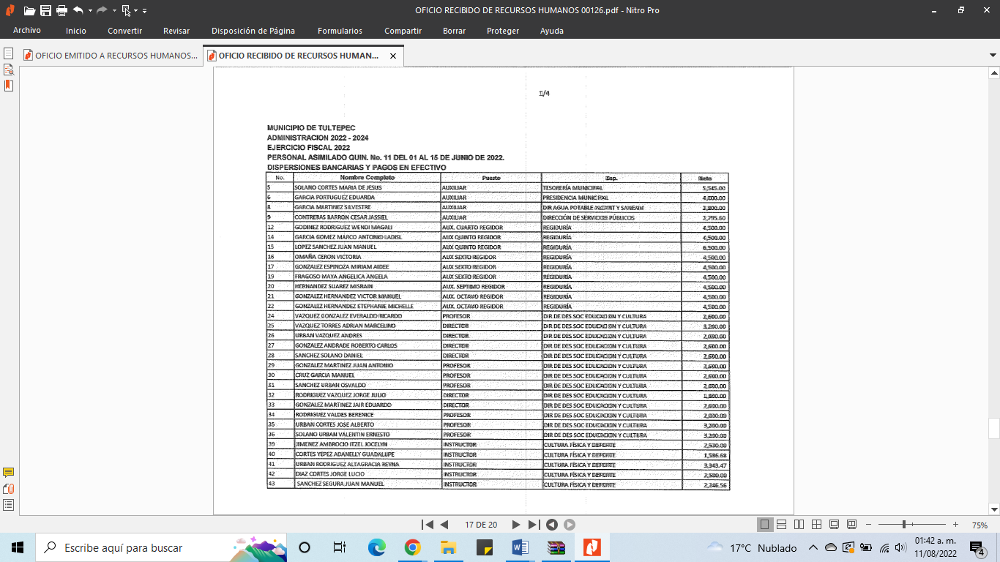 OFICIO RECIBIDO DE RECURSOS HUMANOS 00126.pdf - Nitro Pro
Archivo Inicio Convertir Revisar Disposición de Página Formularios Compartir Borrar Proteger Ayuda
OFICIO EMITIDO A RECURSOS HUMANOS... OFICIO RECIBIDO DE RECURSOS HUMAN...
1/4
MUNICIPIO DE TULTEPEC
ADMINISTRACION 2022 - 2024
EJERCICIO FISCAL 2022
PERSONAL ASIMILADO QUIN. No. 11 DEL 01 AL 15 DE JUNIO DE 2022.
DISPERSIONES BANCARIAS Y PAGOS EN EFECTIVO
No. Nombre Completo Puesto Dep. Neto
5 SOLANO CORTES MARIA DE JESUS AUXILIAR TESORERÍA MUNICIPAL 5,545.00
6 GARCIA PORTUGUEZ EDUARDA AUXILIAR PRESIDENCIA MUNICIPAL 4,000.00
8 GARCIA MARTINEZ SILVESTRE AUXILIAR DIR AGUA POTABLE ALCANT Y SANEAM 3,800.00
9 CONTRERAS BARRON CESAR JASSIEL AUXILIAR DIRECCIÓN DE SERVICIOS PÚBLICOS 2,795.60
12 GODINEZ RODRIGUEZ WENDI MAGALI AUX. CUARTO REGIDOR REGIDURÍA 4,500.00
14 GARCIA GOMEZ MARCO ANTONIO LADISL AUX QUINTO REGIDOR REGIDURÍA 4,500.00
15 LOPEZ SANCHEZ JUAN MANUEL AUX QUINTO REGIDOR REGIDURÍA 6,500.00
16 OMAÑA CERON VICTORIA AUX SEXTO REGIDOR REGIDURÍA 4,500.00
17 GONZALEZ ESPINOZA MIRIAM AIDEE AUX SEXTO REGIDOR REGIDURÍA 4,500.00
19 FRAGOSO MAYA ANGELICA ANGELA AUX SEXTO REGIDOR REGIDURÍA 4,500.00
20 HERNANDEZ SUAREZ MISRAIN AUX. SEPTIMO REGIDOR REGIDURÍA 4,500.00
21 GONZALEZ HERNANDEZ VICTOR MANUEL AUX. OCTAVO REGIDOR REGIDURÍA 4,500.00
22 GONZALEZ HERNANDEZ ETEPHANIE MICHELLE AUX. OCTAVO REGIDOR REGIDURÍA 4,500.00
24 VAZQUEZ GONZALEZ EVERALDO RICARDO PROFESOR DIR DE DES SOC EDUCACION Y CULTURA 2,600.00
25 VAZQUEZ TORRES ADRIAN MARCELINO DIRECTOR DIR DE DES SOC EDUCACION Y CULTURA 3,200.00
26 URBAN VAZQUEZ ANDRES DIRECTOR DIR DE DES SOC EDUCACION Y CULTURA
27 GONZALEZ ANDRADE ROBERTO CARLOS DIRECTOR DIR DE DES SOC EDUCACION Y CULTURA 2,600.00
28 SANCHEZ SOLANO DANIEL DIRECTOR DIR DE DES SOC EDUCACION Y CULTURA 2,600.00
29 GONZALEZ MARTINEZ JUAN ANTONIO PROFESOR DIR DE DES SOC EDUCACION Y CULTURA 2,600.00
30 CRUZ GARCIA MANUEL PROFESOR DIR DE DES SOC EDUCACION Y CULTURA 2,600.00
31 SANCHEZ URBAN OSVALDO PROFESOR DIR DE DES SOC EDUCACION Y CULTURA
32 RODRIGUEZ VAZQUEZ JORGE JULIO DIRECTOR DIR DE DES SOC EDUCACION Y CULTURA 1,800.00
33 GONZALEZ MARTINEZ JAIR EDUARDO DIRECTOR DIR DE DES SOC EDUCACION Y CULTURA 2,600.00
34 RODRIGUEZ VALDES BERENICE PROFESOR DIR DE DES SOC EDUCACION Y CULTURA
35 URBAN CORTES JOSE ALBERTO PROFESOR DIR DE DES SOC EDUCACION Y CULTURA 3,200.00
36 SOLANO URBAN VALENTIN ERNESTO PROFESOR DIR DE DES SOC EDUCACION Y CULTURA 3,200.00
39 JIMENEZ AMBROCIO ITZEL JOCELYN INSTRUCTOR CULTURA FÍSICA Y DEPORTE 2,500.00
40 CORTES YEPEZ ADANELLY GUADALUPE INSTRUCTOR CULTURA FÍSICA Y DEPORTE 1,586.68
41 URBAN RODRIGUEZ ALTAGRACIA REYNA INSTRUCTOR CULTURA FÍSICA Y DEPORTE 3,343.47
42 DIAZ CORTES JORGE LUCIO INSTRUCTOR CULTURA FÍSICA Y DEPORTE 2,500.00
43 SANCHEZ SEGURA JUAN MANUEL INSTRUCTOR CULTURA FÍSICA Y DEPORTE 2,246.56
17 DE 20 75%
Escribe aquí para buscar 17°C Nublado 01:42 a. m.
11/08/2022 4